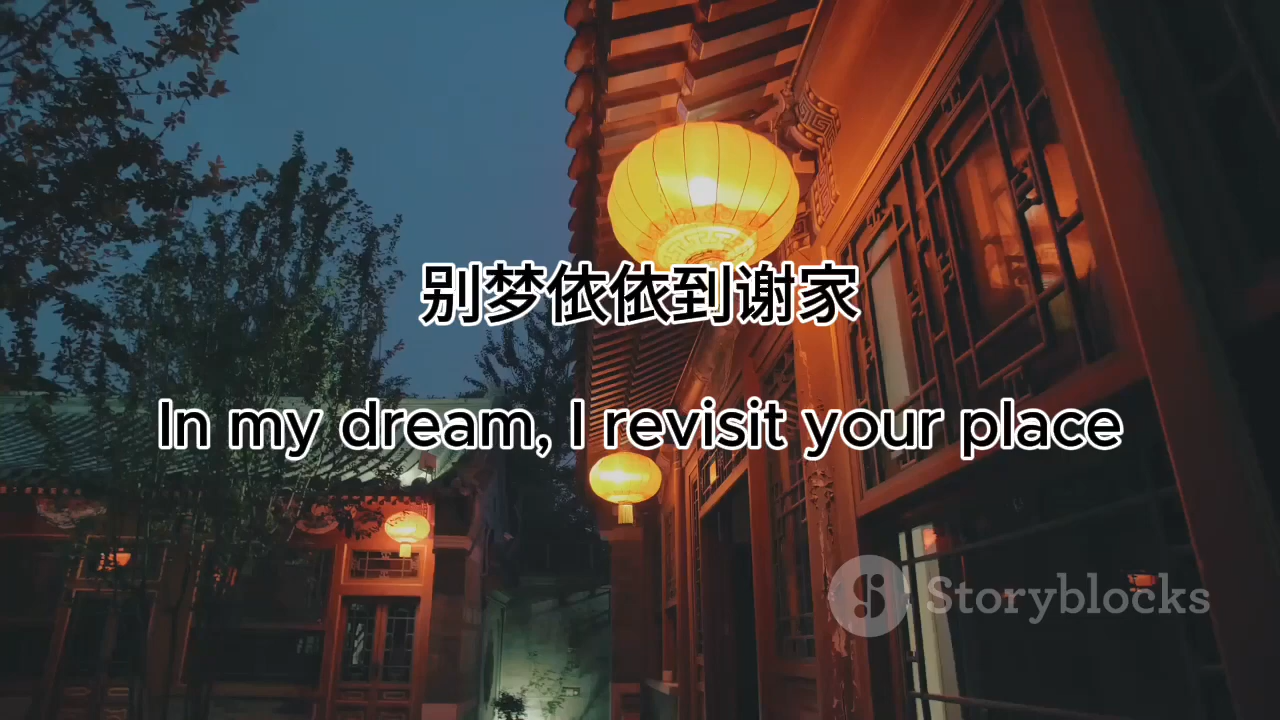 别梦依依到谢家
In my dream, I revisit your place
Storyblocks